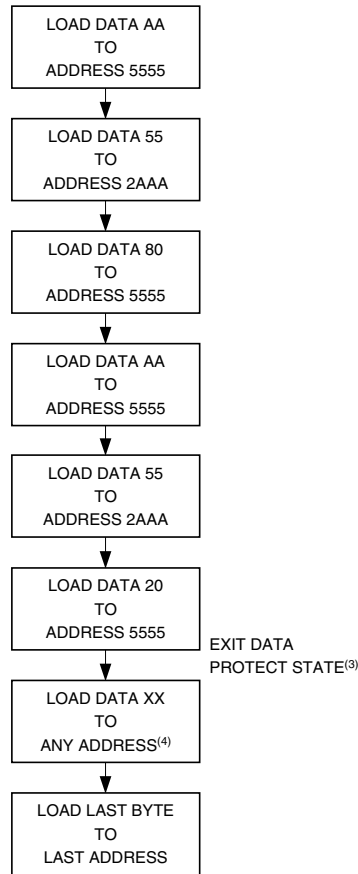 LOAD DATA AA
TO
ADDRESS 5555
LOAD DATA 55
TO
ADDRESS 2AAA
LOAD DATA 80
TO
ADDRESS 5555
LOAD DATA AA
TO
ADDRESS 5555
LOAD DATA 55
TO
ADDRESS 2AAA
LOAD DATA 20
TO
ADDRESS 5555
EXIT DATA
PROTECT STATE(3)
LOAD DATA XX
TO
ANY ADDRESS(4)
LOAD LAST BYTE
TO
LAST ADDRESS